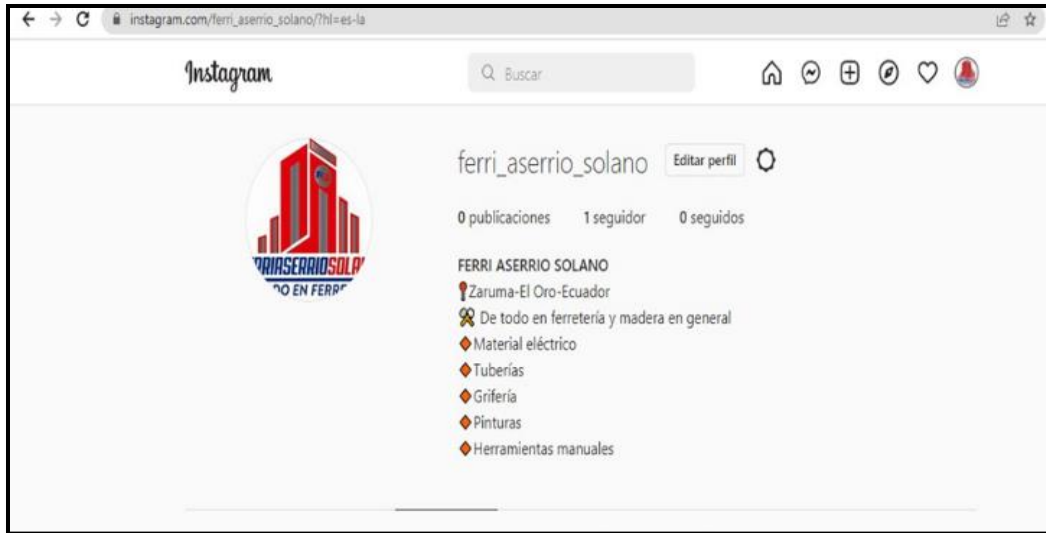 instagram.com/ferri_aserrio_solano/?hl=es-la
Instagram
Buscar
ferri_aserrio_solano Editar perfil
0 publicaciones 1 seguidor 0 seguidos
FERRI ASERRIO SOLANO
Zaruma-El Oro-Ecuador
De todo en ferretería y madera en general
Material eléctrico
Tuberías
Grifería
Pinturas
Herramientas manuales